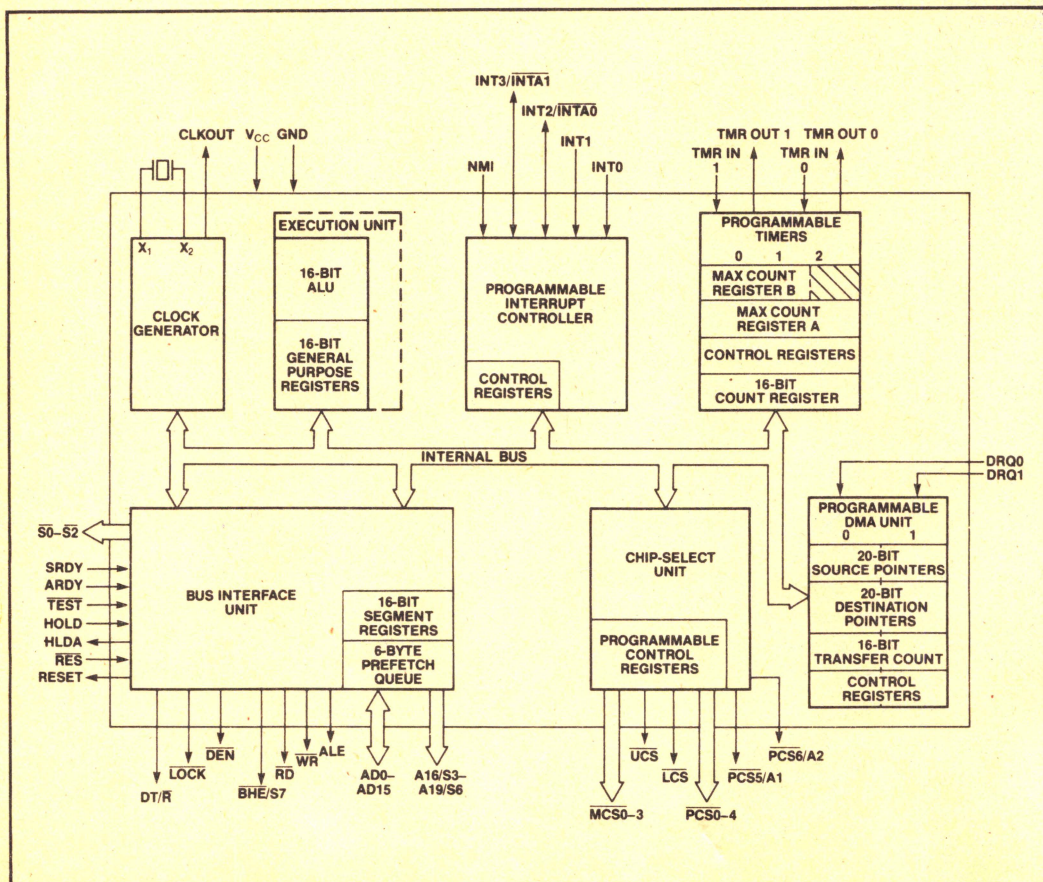 INT3/INTA1
INT2/INTA0
INT1
INT0
NMI
CLKOUT
VCC
GND
TMR OUT 1
TMR OUT 0
TMR IN
1
TMR IN
0
X1
X2
CLOCK
GENERATOR
EXECUTION UNIT
16-BIT
ALU
16-BIT
GENERAL
PURPOSE
REGISTERS
PROGRAMMABLE
INTERRUPT
CONTROLLER
CONTROL
REGISTERS
PROGRAMMABLE
TIMERS
0 1 2
MAX COUNT
REGISTER B
MAX COUNT
REGISTER A
CONTROL REGISTERS
16-BIT
COUNT REGISTER
INTERNAL BUS
DRQ0
DRQ1
PROGRAMMABLE
DMA UNIT
0 1
20-BIT
SOURCE POINTERS
20-BIT
DESTINATION
POINTERS
16-BIT
TRANSFER COUNT
CONTROL
REGISTERS
S0–S2
SRDY
ARDY
TEST
HOLD
HLDA
RES
RESET
BUS INTERFACE
UNIT
16-BIT
SEGMENT
REGISTERS
6-BYTE
PREFETCH
QUEUE
CHIP-SELECT
UNIT
PROGRAMMABLE
CONTROL
REGISTERS
DT/R
LOCK
DEN
BHE/S7
RD
WR
ALE
AD0–
AD15
A16/S3–
A19/S6
MCS0–3
UCS
LCS
PCS0–4
PCS5/A1
PCS6/A2